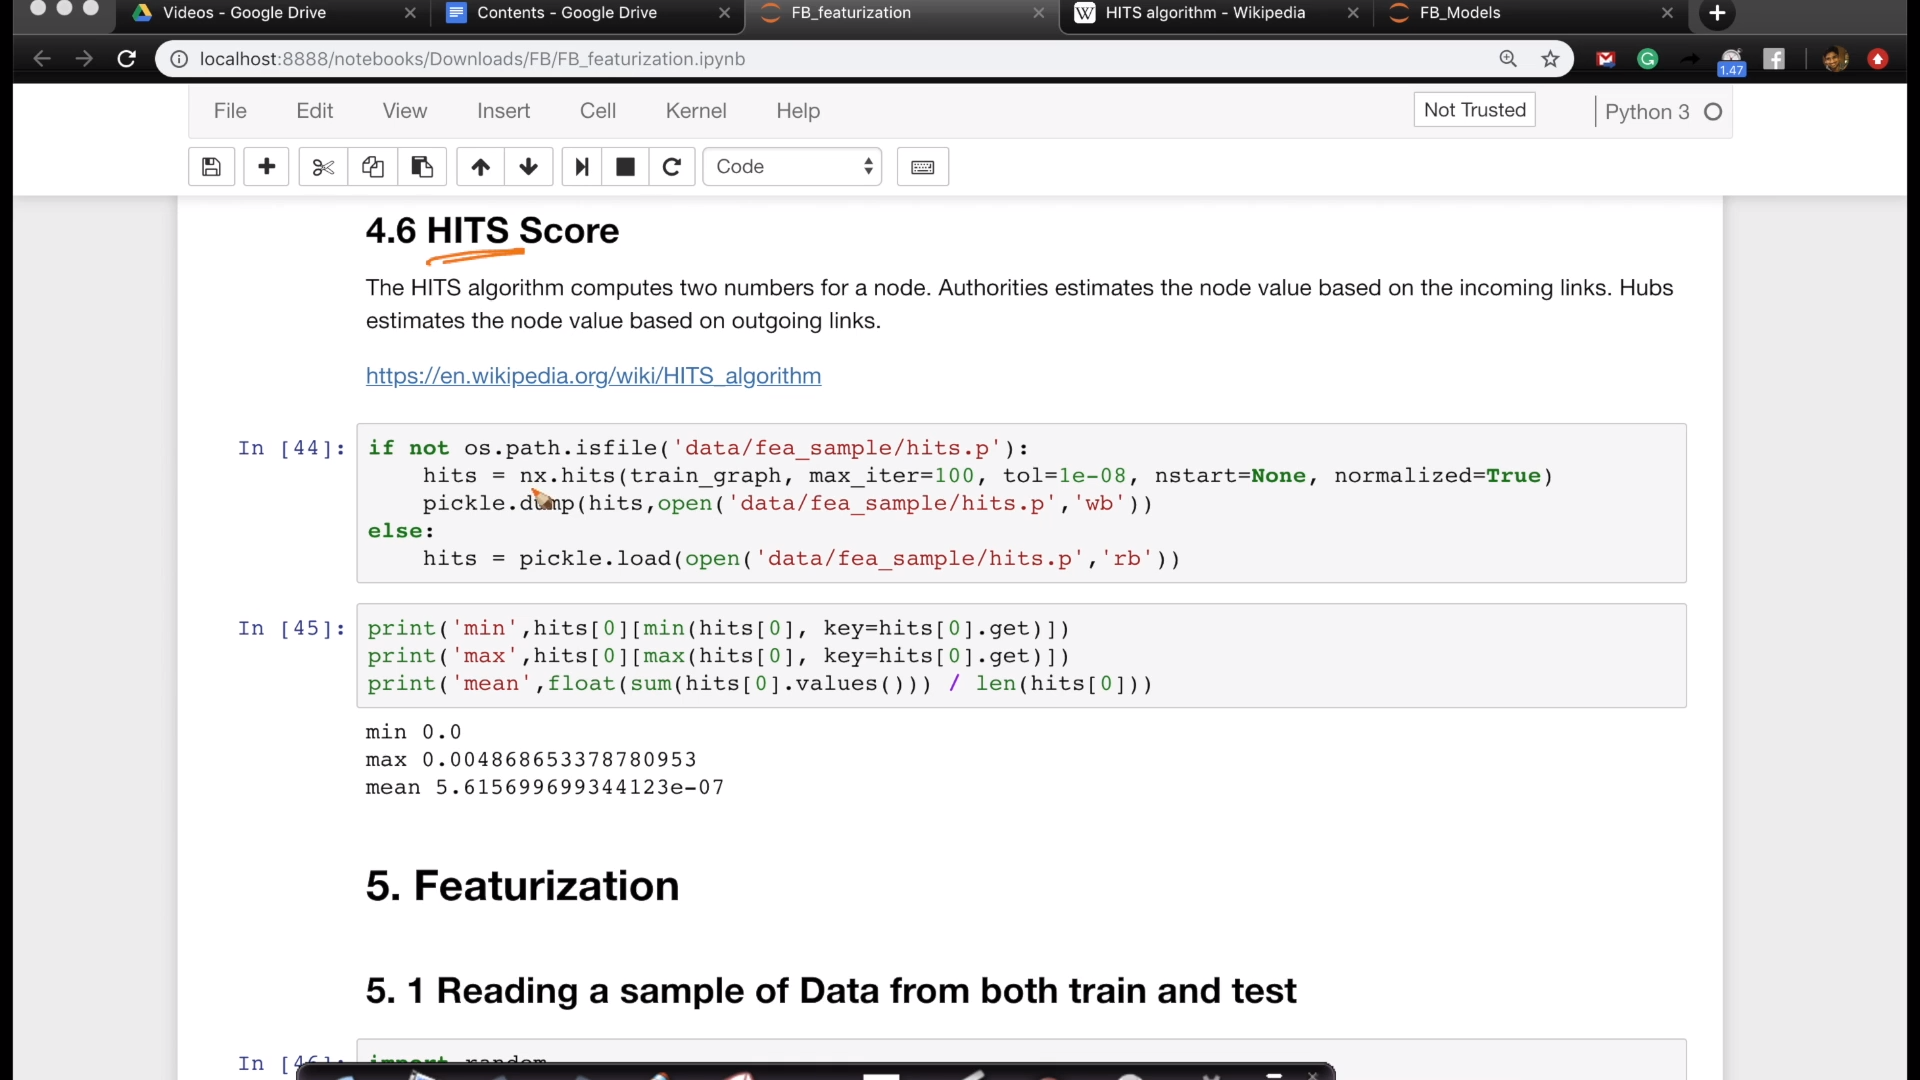 Videos - Google Drive
Contents - Google Drive
FB_featurization
HITS algorithm - Wikipedia
FB_Models
localhost:8888/notebooks/Downloads/FB/FB_featurization.ipynb
1.47
File Edit View Insert Cell Kernel Help
Not Trusted
Python 3
Code
4.6 HITS Score
The HITS algorithm computes two numbers for a node. Authorities estimates the node value based on the incoming links. Hubs
estimates the node value based on outgoing links.
https://en.wikipedia.org/wiki/HITS_algorithm
In [44]:
if not os.path.isfile('data/fea_sample/hits.p'):
    hits = nx.hits(train_graph, max_iter=100, tol=1e-08, nstart=None, normalized=True)
    pickle.dump(hits,open('data/fea_sample/hits.p','wb'))
else:
    hits = pickle.load(open('data/fea_sample/hits.p','rb'))
In [45]:
print('min',hits[0][min(hits[0], key=hits[0].get)])
print('max',hits[0][max(hits[0], key=hits[0].get)])
print('mean',float(sum(hits[0].values())) / len(hits[0]))
min 0.0
max 0.004868653378780953
mean 5.615699699344123e-07
5. Featurization
5. 1 Reading a sample of Data from both train and test
In [46]:
import random